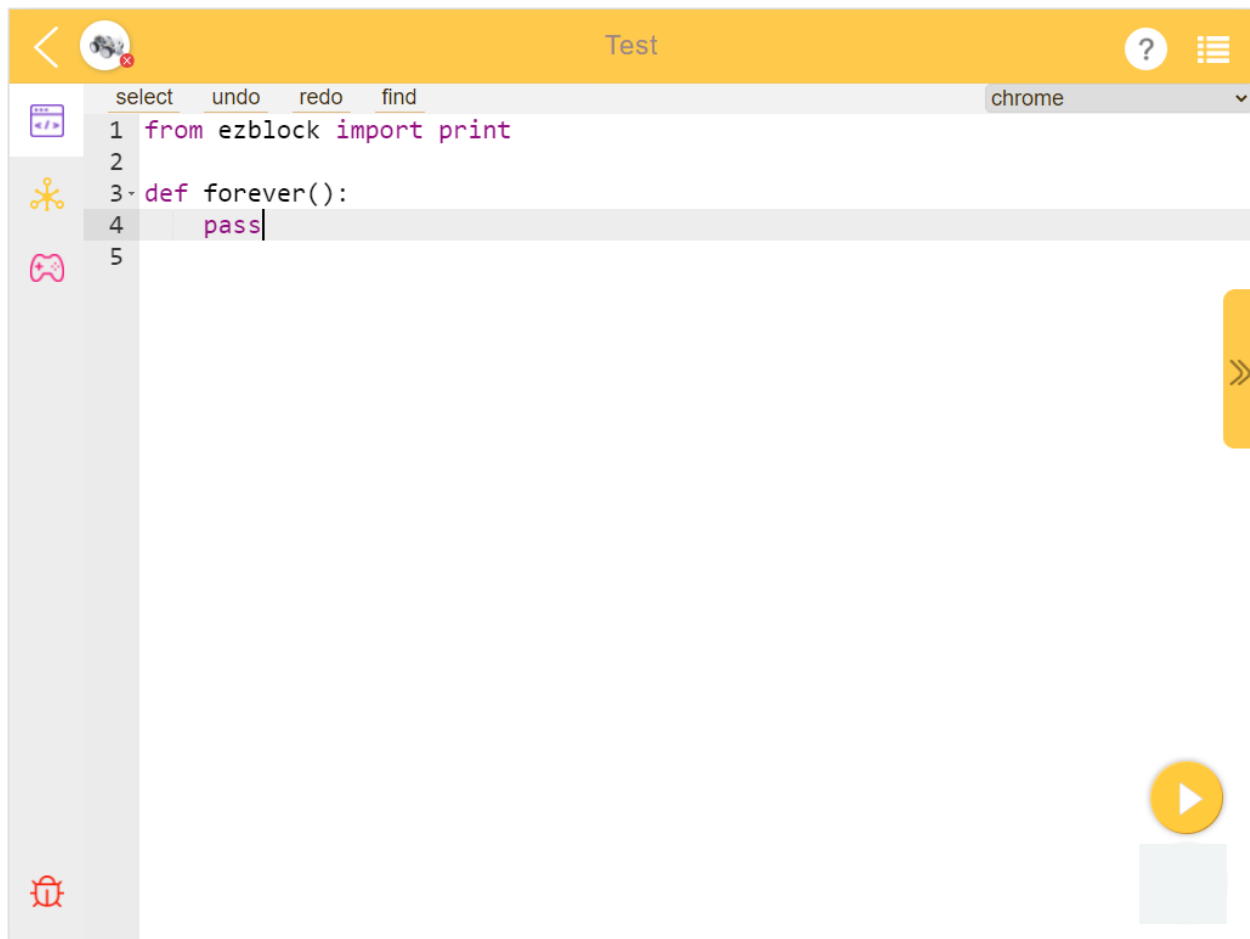 Test
?
select undo redo find chrome
1 from ezblock import print
2
3 def forever():
4     pass
5